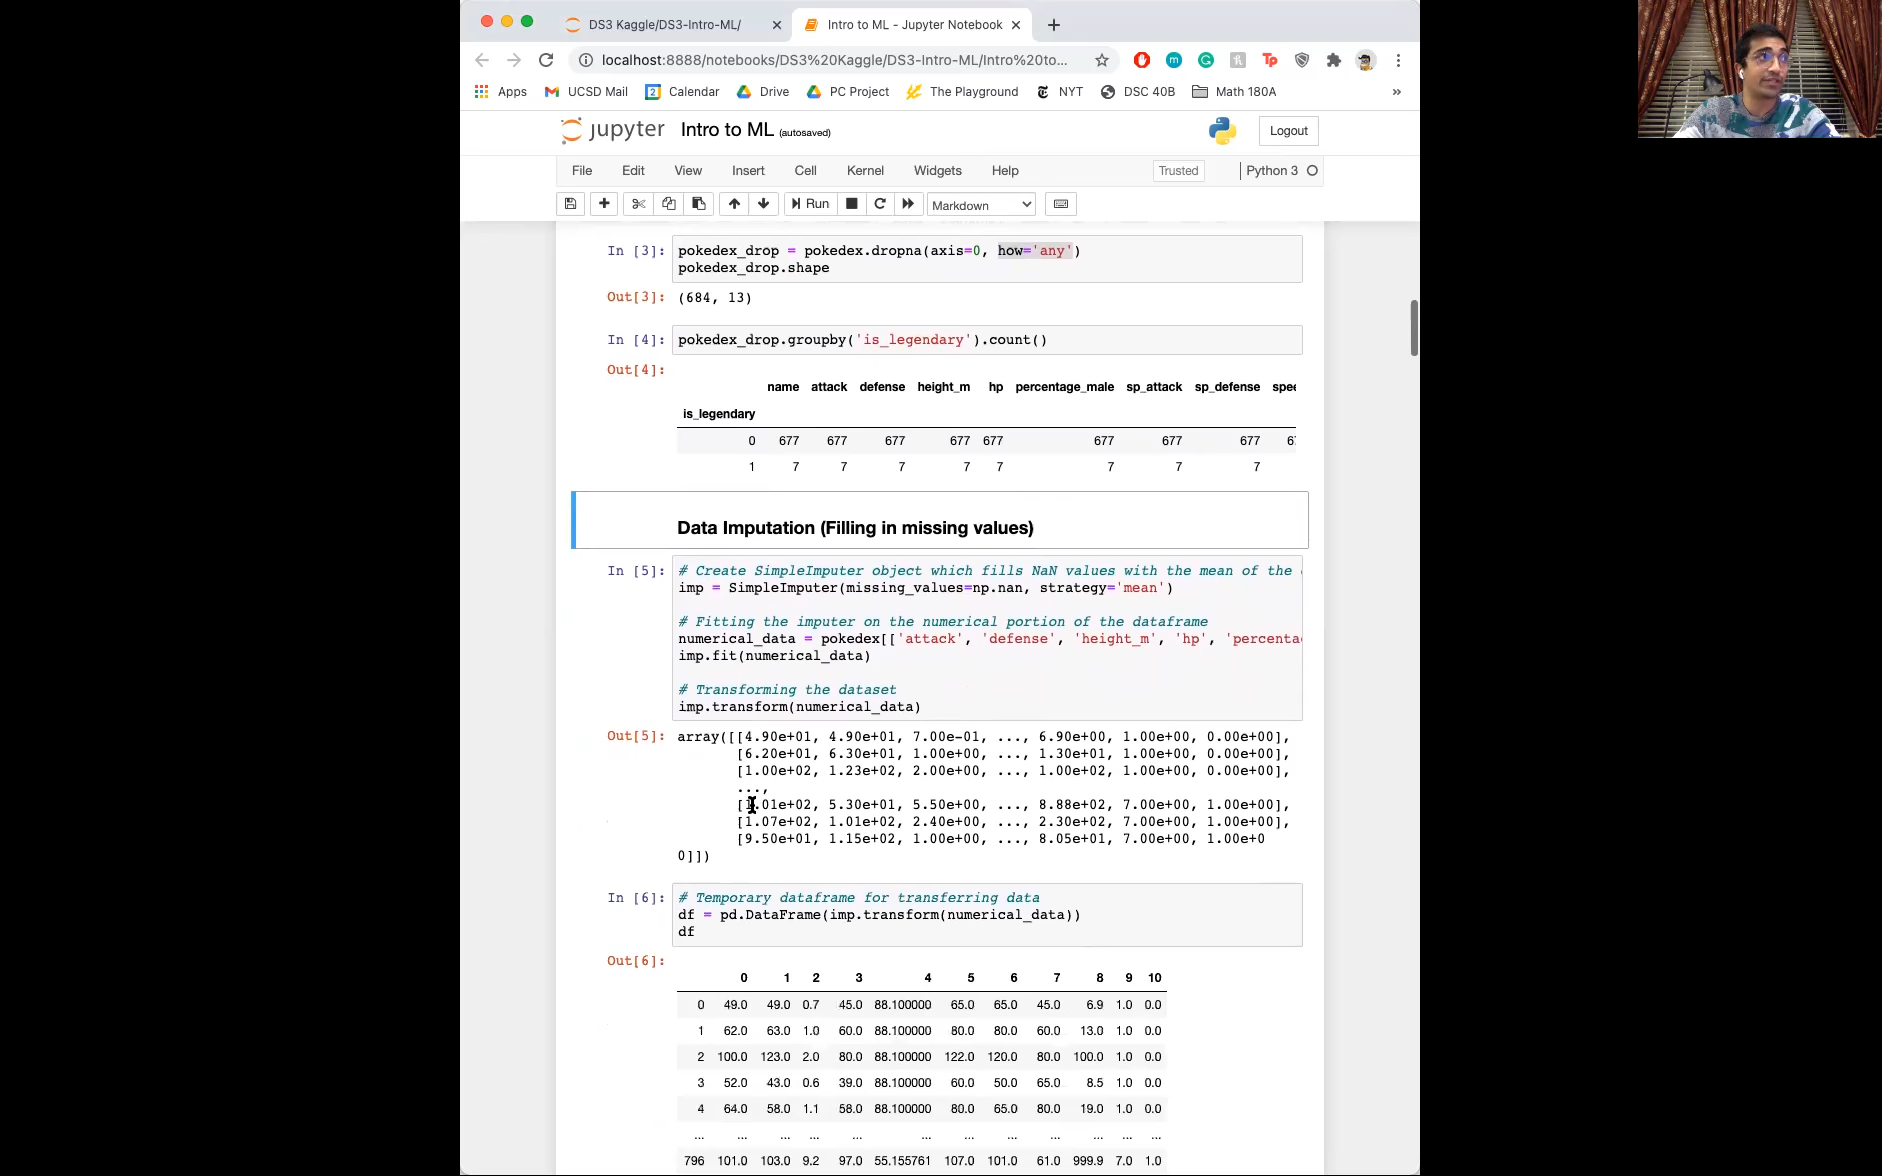 DS3 Kaggle/DS3-Intro-ML/
Intro to ML - Jupyter Notebook
localhost:8888/notebooks/DS3%20Kaggle/DS3-Intro-ML/Intro%20to...
Apps UCSD Mail Calendar Drive PC Project The Playground NYT DSC 40B Math 180A »
jupyter Intro to ML (autosaved) Logout
File Edit View Insert Cell Kernel Widgets Help Trusted Python 3
Run Markdown
In [3]: pokedex_drop = pokedex.dropna(axis=0, how='any')
pokedex_drop.shape
Out[3]: (684, 13)
In [4]: pokedex_drop.groupby('is_legendary').count()
Out[4]:
name attack defense height_m hp percentage_male sp_attack sp_defense spee
is_legendary
0 677 677 677 677 677 677 677 677 67
1 7 7 7 7 7 7 7 7
Data Imputation (Filling in missing values)
In [5]: # Create SimpleImputer object which fills NaN values with the mean of the
imp = SimpleImputer(missing_values=np.nan, strategy='mean')
# Fitting the imputer on the numerical portion of the dataframe
numerical_data = pokedex[['attack', 'defense', 'height_m', 'hp', 'percentag
imp.fit(numerical_data)
# Transforming the dataset
imp.transform(numerical_data)
Out[5]: array([[4.90e+01, 4.90e+01, 7.00e-01, ..., 6.90e+00, 1.00e+00, 0.00e+00],
[6.20e+01, 6.30e+01, 1.00e+00, ..., 1.30e+01, 1.00e+00, 0.00e+00],
[1.00e+02, 1.23e+02, 2.00e+00, ..., 1.00e+02, 1.00e+00, 0.00e+00],
...,
[1.01e+02, 5.30e+01, 5.50e+00, ..., 8.88e+02, 7.00e+00, 1.00e+00],
[1.07e+02, 1.01e+02, 2.40e+00, ..., 2.30e+02, 7.00e+00, 1.00e+00],
[9.50e+01, 1.15e+02, 1.00e+00, ..., 8.05e+01, 7.00e+00, 1.00e+0
0]])
In [6]: # Temporary dataframe for transferring data
df = pd.DataFrame(imp.transform(numerical_data))
df
Out[6]:
0 1 2 3 4 5 6 7 8 9 10
0 49.0 49.0 0.7 45.0 88.100000 65.0 65.0 45.0 6.9 1.0 0.0
1 62.0 63.0 1.0 60.0 88.100000 80.0 80.0 60.0 13.0 1.0 0.0
2 100.0 123.0 2.0 80.0 88.100000 122.0 120.0 80.0 100.0 1.0 0.0
3 52.0 43.0 0.6 39.0 88.100000 60.0 50.0 65.0 8.5 1.0 0.0
4 64.0 58.0 1.1 58.0 88.100000 80.0 65.0 80.0 19.0 1.0 0.0
... ... ... ... ... ... ... ... ... ... ... ...
796 101.0 103.0 9.2 97.0 55.155761 107.0 101.0 61.0 999.9 7.0 1.0